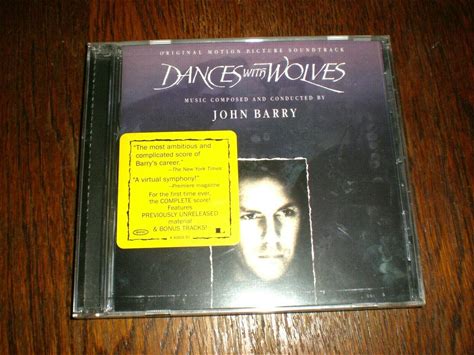 ORIGINAL MOTION PICTURE SOUNDTRACK
DANCES with WOLVES
MUSIC COMPOSED AND CONDUCTED BY
JOHN BARRY
"The most ambitious and
complicated score of
Barry's career."
—The New York Times
"A virtual symphony!"
—Premiere magazine
For the first time ever,
the COMPLETE score!
Features
PREVIOUSLY UNRELEASED
material
& BONUS TRACKS!